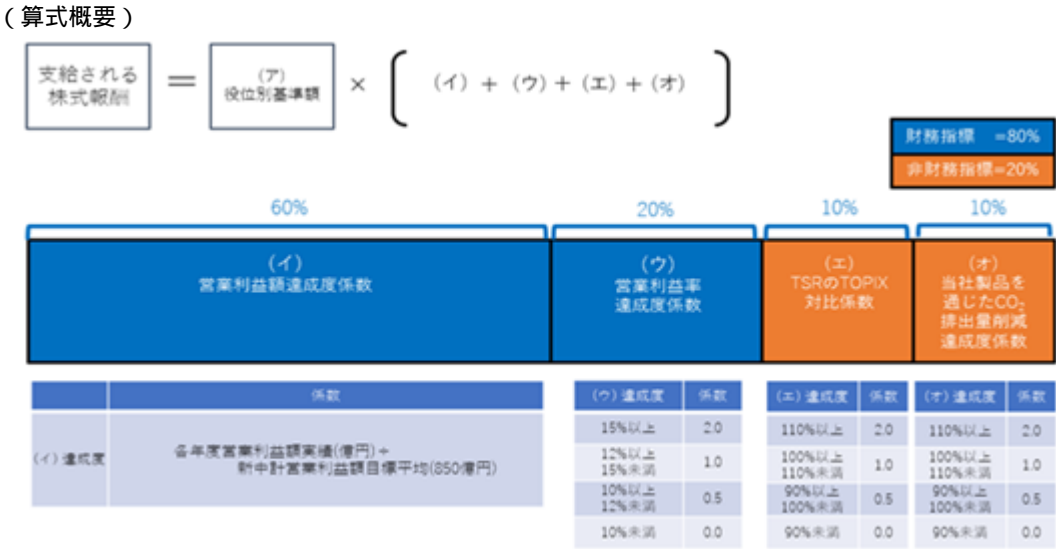 (算式概要)
支給される
株式報酬
=
(ア)
役位別基準額
×
( (イ) + (ウ) + (エ) + (オ) )
財務指標 =80%
非財務指標=20%
60%
20%
10%
10%
(イ)
営業利益額達成度係数
(ウ)
営業利益率
達成度係数
(エ)
TSRのTOPIX
対比係数
(オ)
当社製品を
通じたCO₂
排出量削減
達成度係数
係数
(イ) 達成度
各年度営業利益額実績(億円)÷
新中計営業利益額目標平均(850億円)
(ウ) 達成度 係数
15%以上 2.0
12%以上
15%未満 1.0
10%以上
12%未満 0.5
10%未満 0.0
(エ) 達成度 係数
110%以上 2.0
100%以上
110%未満 1.0
90%以上
100%未満 0.5
90%未満 0.0
(オ) 達成度 係数
110%以上 2.0
100%以上
110%未満 1.0
90%以上
100%未満 0.5
90%未満 0.0